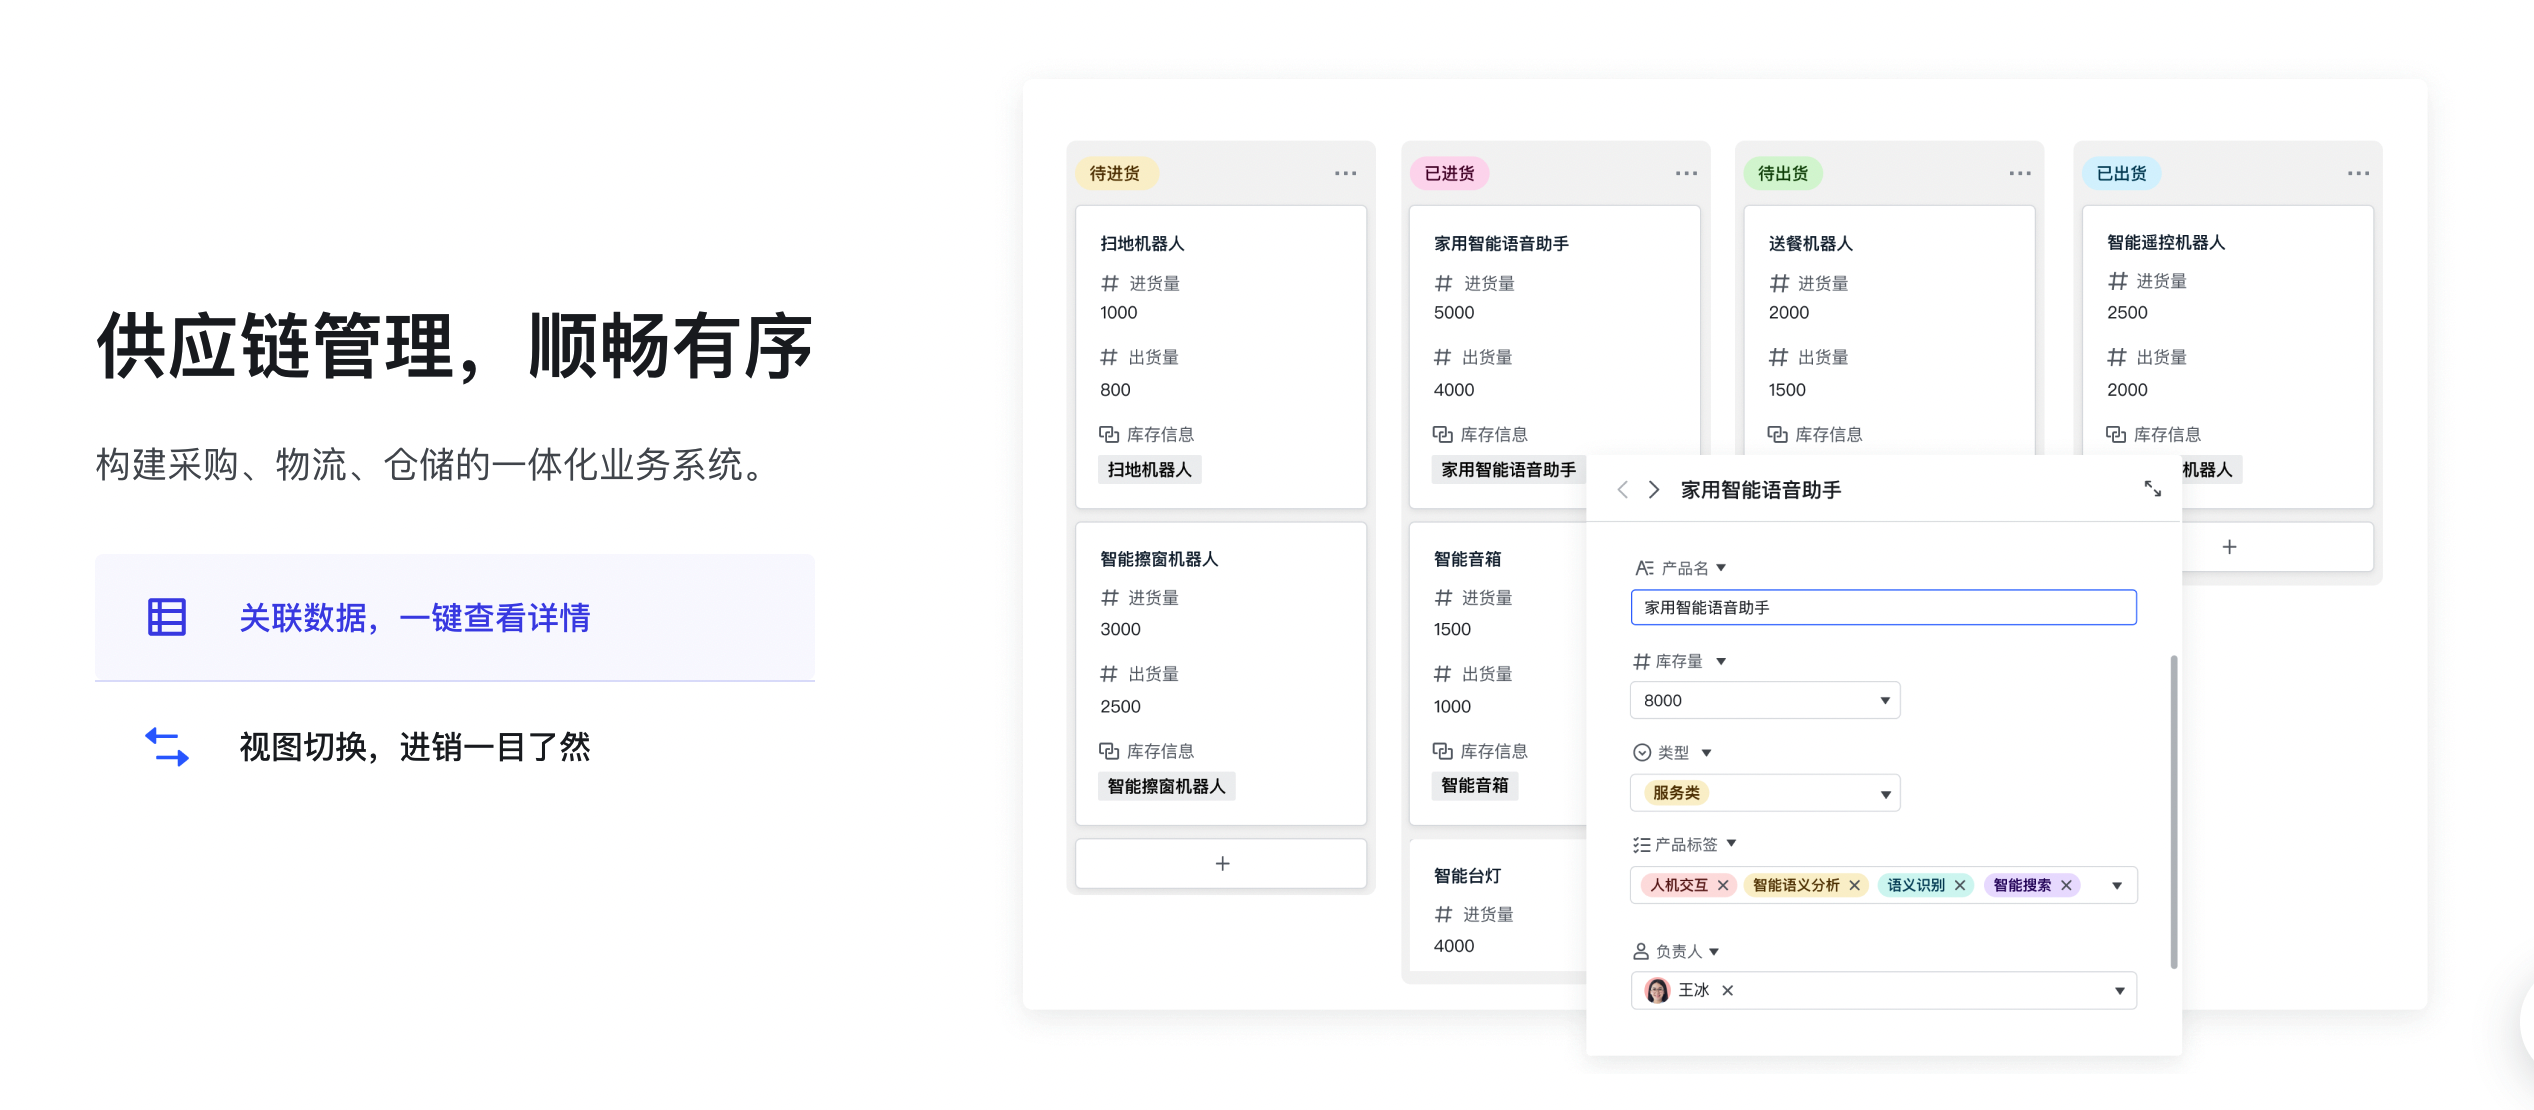 供应链管理，顺畅有序
构建采购、物流、仓储的一体化业务系统。
关联数据，一键查看详情
视图切换，进销一目了然
待进货
扫地机器人
进货量
1000
出货量
800
库存信息
扫地机器人
智能擦窗机器人
进货量
3000
出货量
2500
库存信息
智能擦窗机器人
已进货
家用智能语音助手
进货量
5000
出货量
4000
库存信息
家用智能语音助手
智能音箱
进货量
1500
出货量
1000
库存信息
智能音箱
智能台灯
进货量
4000
待出货
送餐机器人
进货量
2000
出货量
1500
库存信息
已出货
智能遥控机器人
进货量
2500
出货量
2000
库存信息
机器人
家用智能语音助手
产品名
家用智能语音助手
库存量
8000
类型
服务类
产品标签
人机交互 智能语义分析 语义识别 智能搜索
负责人
王冰